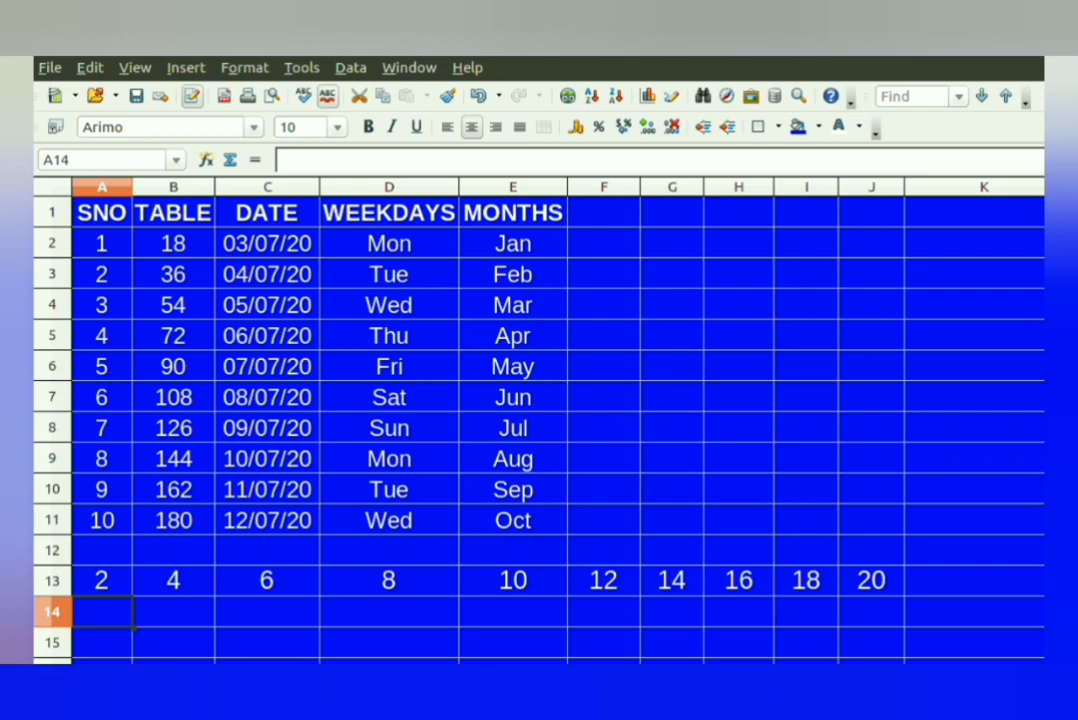 File Edit View Insert Format Tools Data Window Help
ABC ABC Find
Arimo 10 B I U A
A14
A B C D E F G H I J K
1 SNO TABLE DATE WEEKDAYS MONTHS
2 1 18 03/07/20 Mon Jan
3 2 36 04/07/20 Tue Feb
4 3 54 05/07/20 Wed Mar
5 4 72 06/07/20 Thu Apr
6 5 90 07/07/20 Fri May
7 6 108 08/07/20 Sat Jun
8 7 126 09/07/20 Sun Jul
9 8 144 10/07/20 Mon Aug
10 9 162 11/07/20 Tue Sep
11 10 180 12/07/20 Wed Oct
12
13 2 4 6 8 10 12 14 16 18 20
14
15